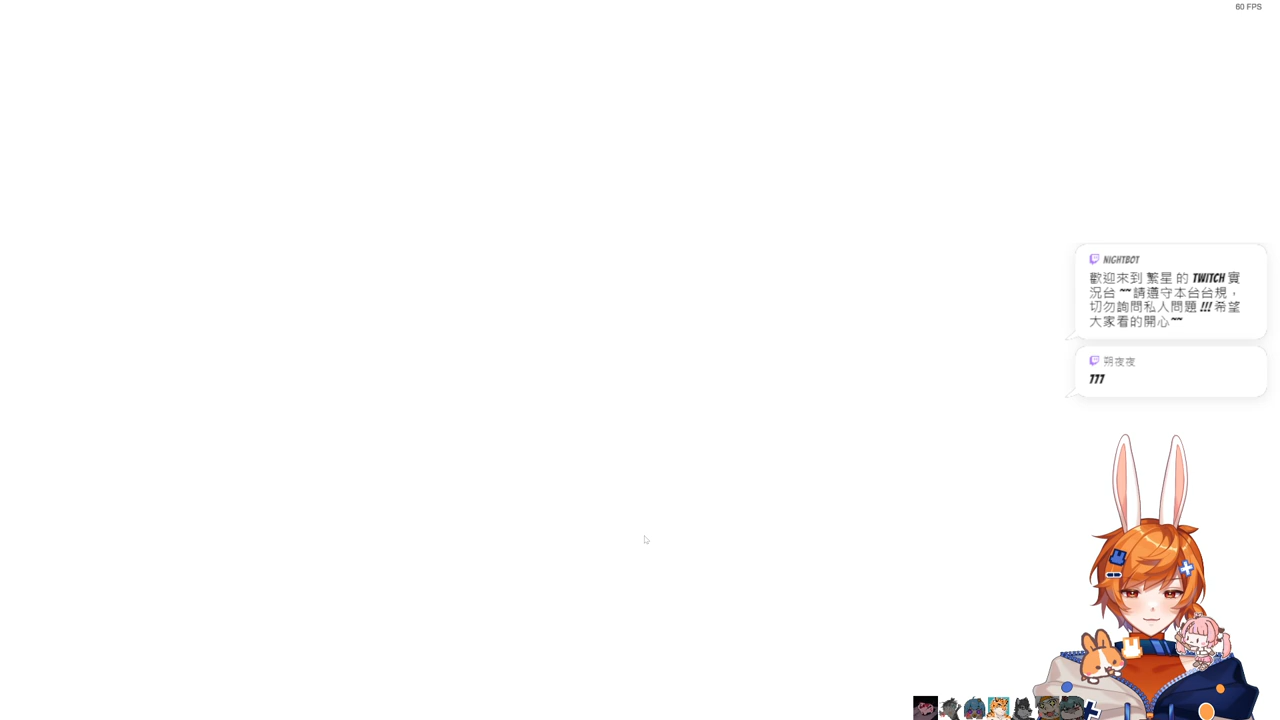 60 FPS
NIGHTBOT
歡迎來到 繁星 的 TWITCH 實
況台 ~~ 請遵守本台台規，
切勿詢問私人問題 !!! 希望
大家看的開心~~
朔夜夜
777